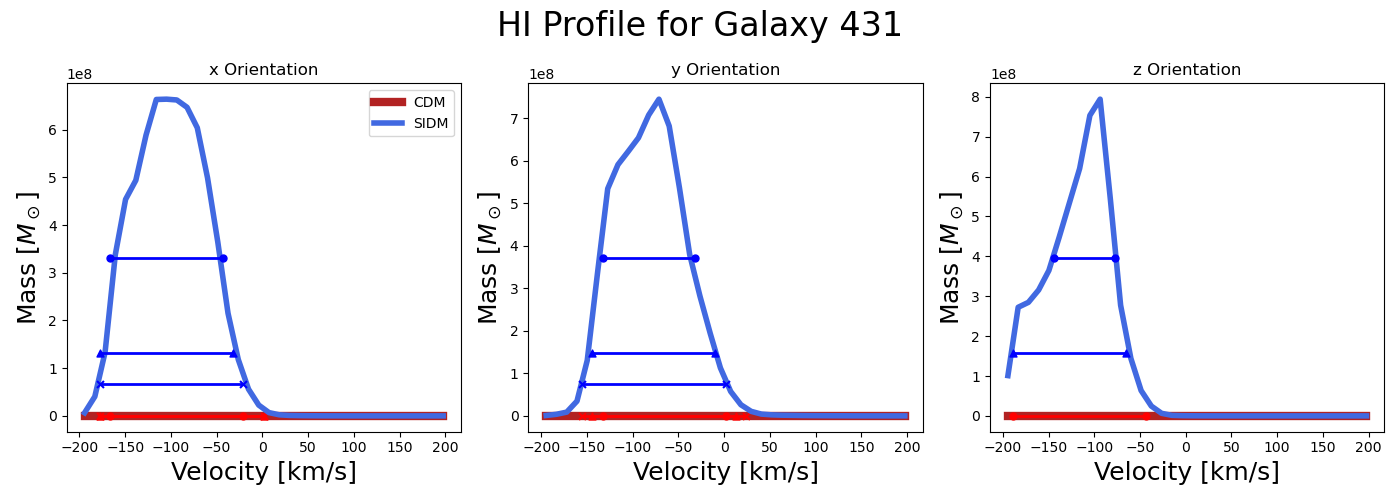 HI Profile for Galaxy 431
x Orientation
1e8
CDM
SIDM
6
5
4
3
2
1
0
Mass [M⊙]
−200 −150 −100 −50 0 50 100 150 200
Velocity [km/s]
y Orientation
1e8
7
6
5
4
3
2
1
0
Mass [M⊙]
−200 −150 −100 −50 0 50 100 150 200
Velocity [km/s]
z Orientation
1e8
8
7
6
5
4
3
2
1
0
Mass [M⊙]
−200 −150 −100 −50 0 50 100 150 200
Velocity [km/s]